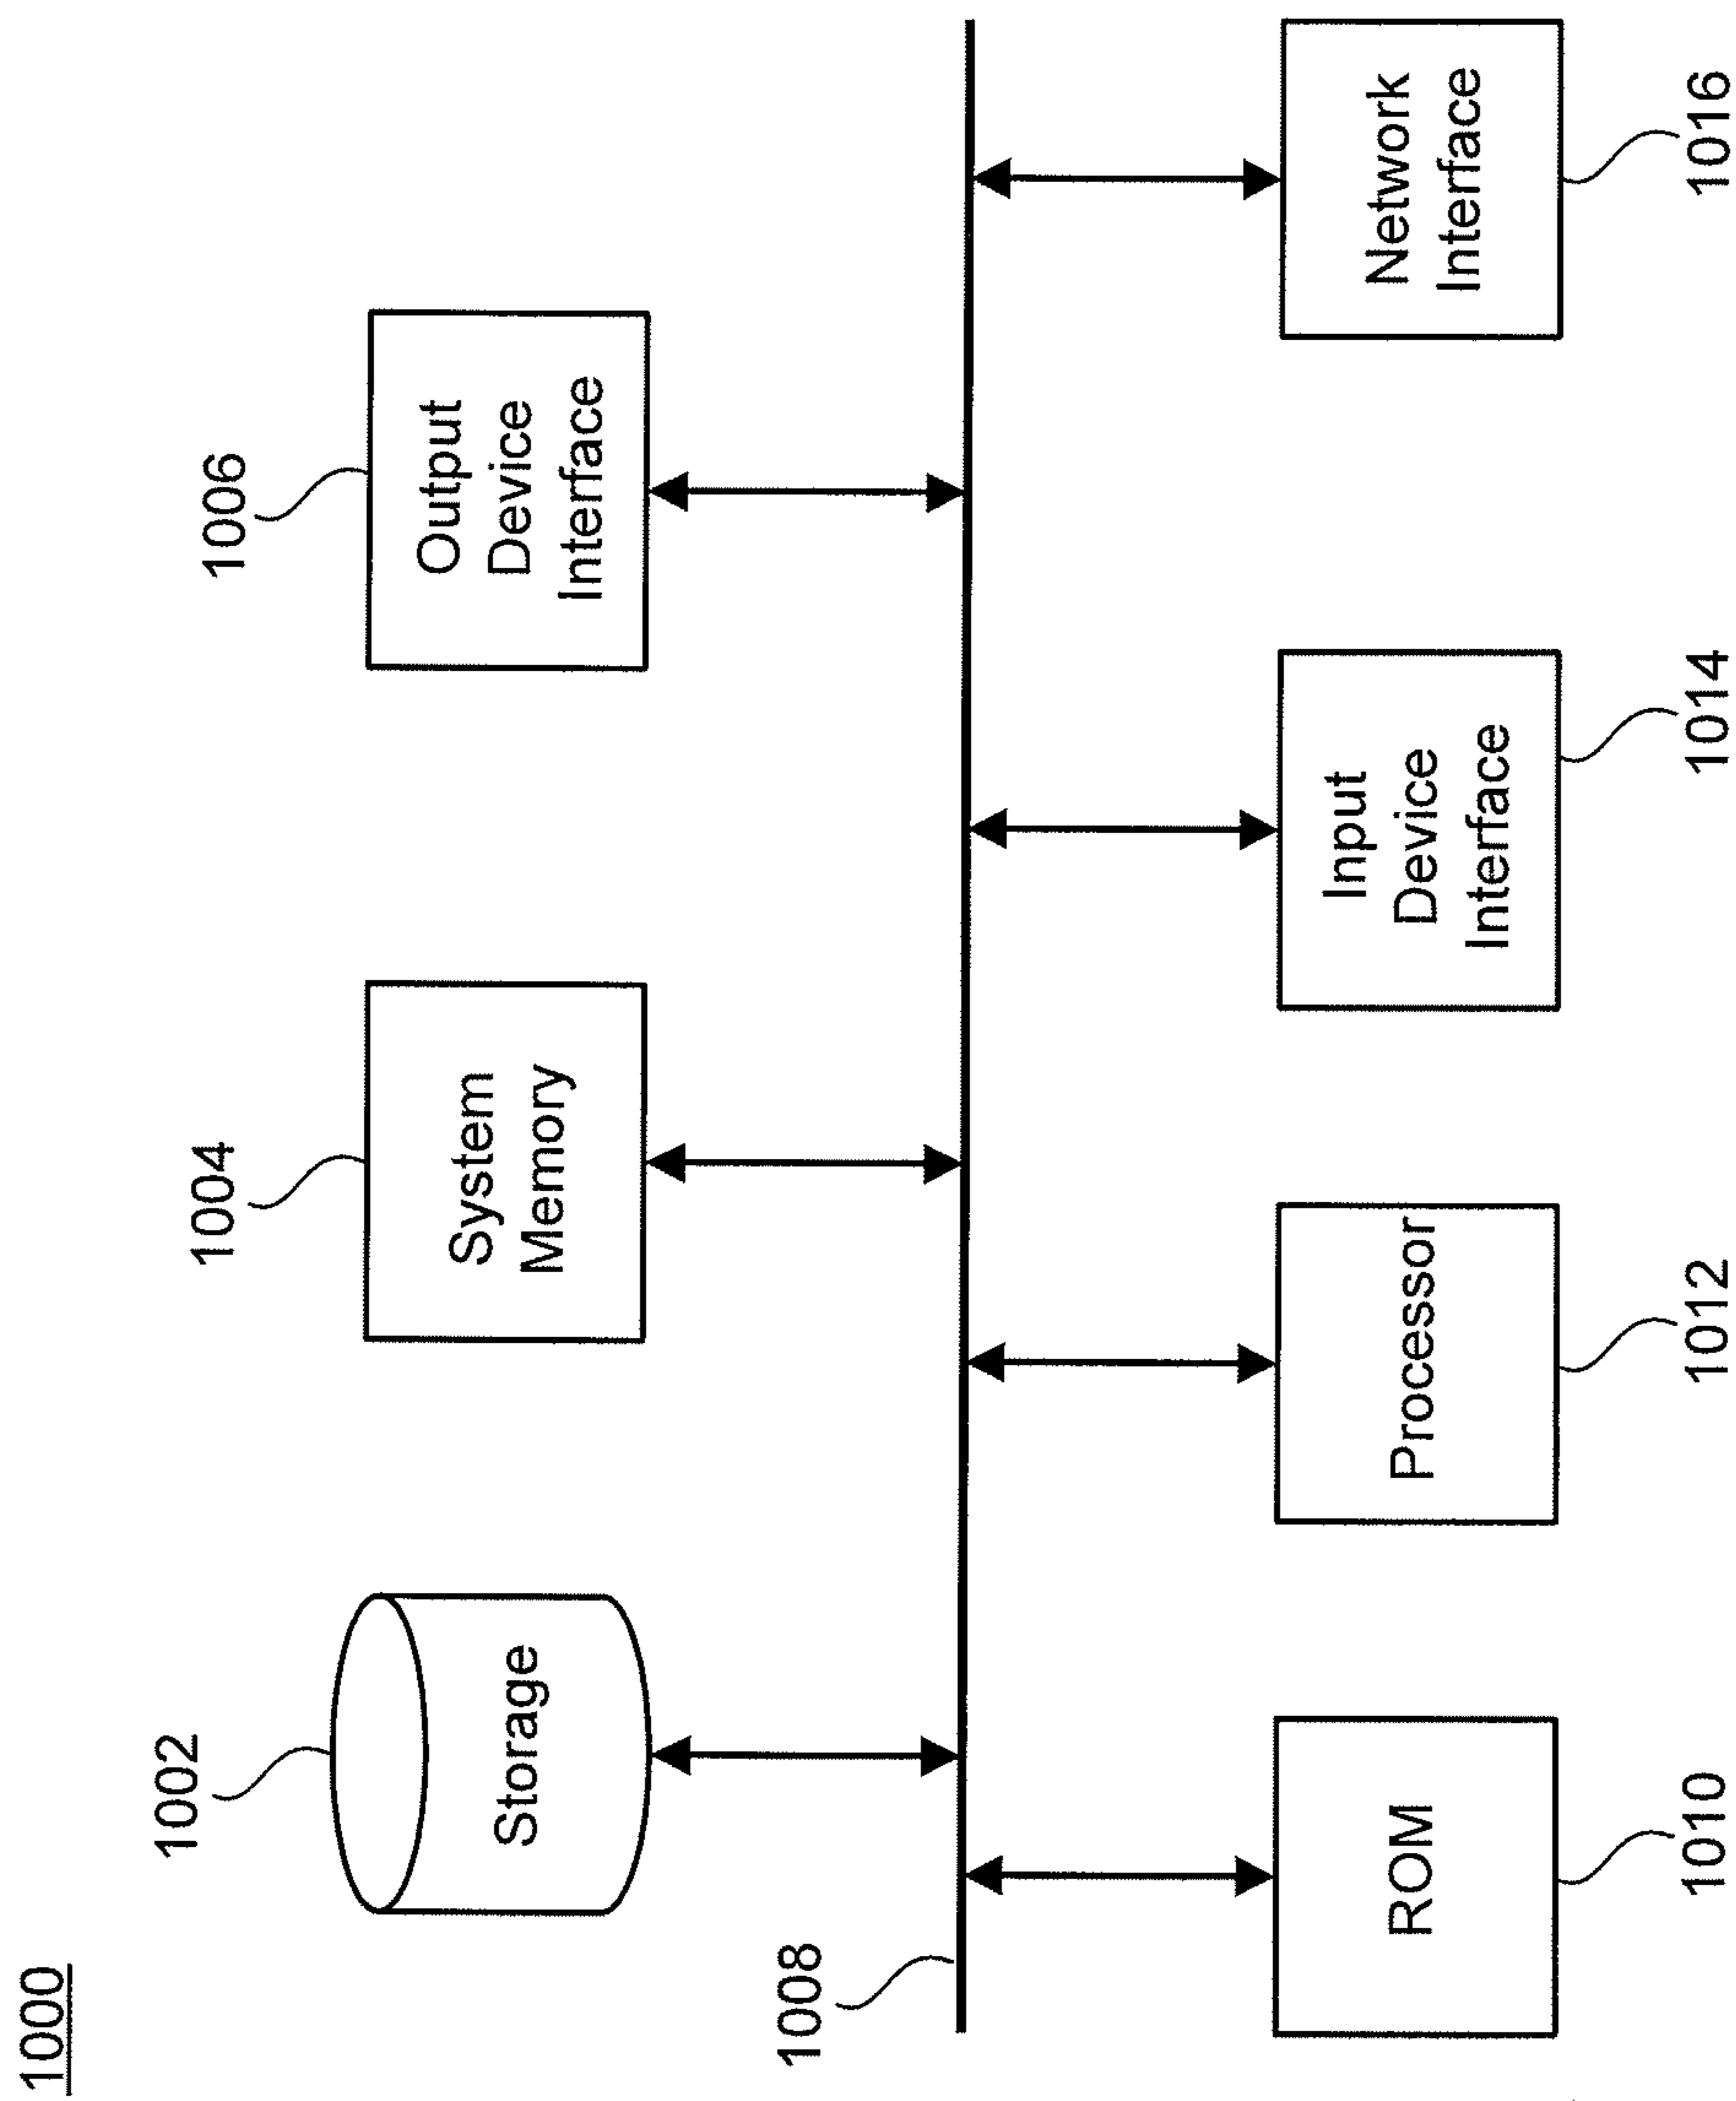 1000
1002
Storage
1004
System
Memory
1006
Output
Device
Interface
1008
ROM
1010
Processor
1012
Input
Device
Interface
1014
Network
Interface
1016